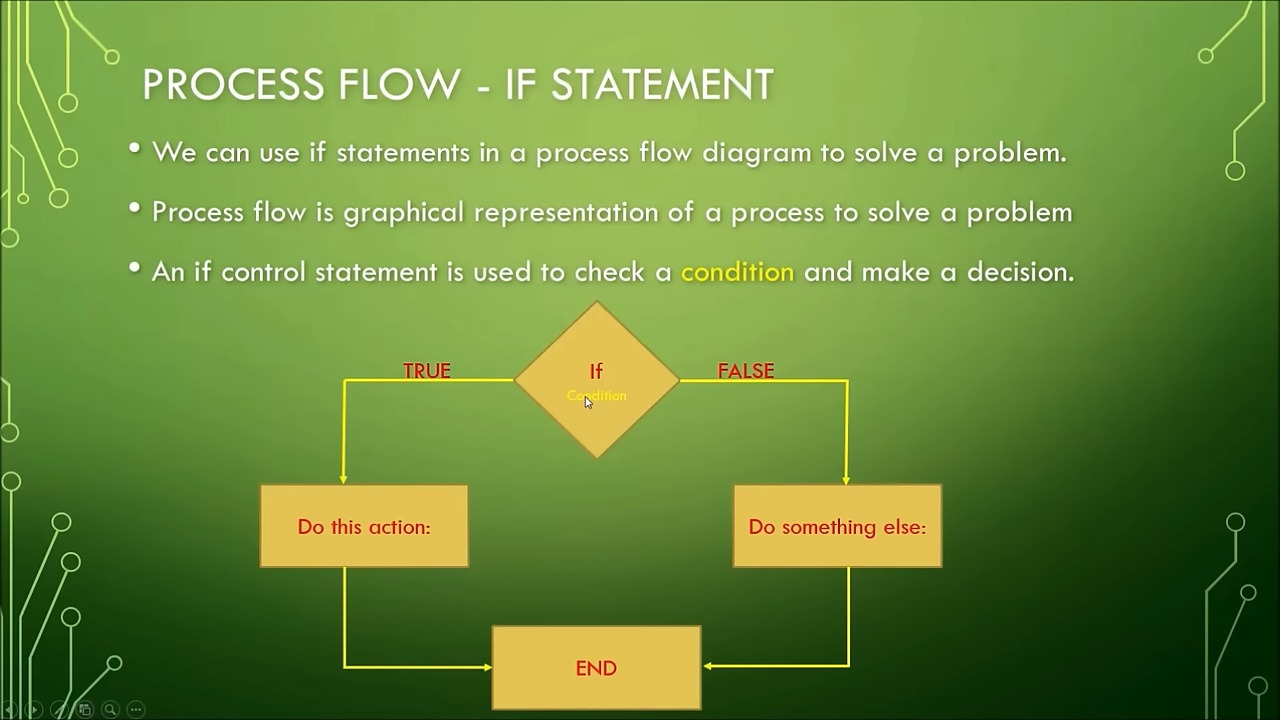 PROCESS FLOW - IF STATEMENT
• We can use if statements in a process flow diagram to solve a problem.
• Process flow is graphical representation of a process to solve a problem
• An if control statement is used to check a condition and make a decision.
TRUE
If
FALSE
Condition
Do this action:
Do something else:
END